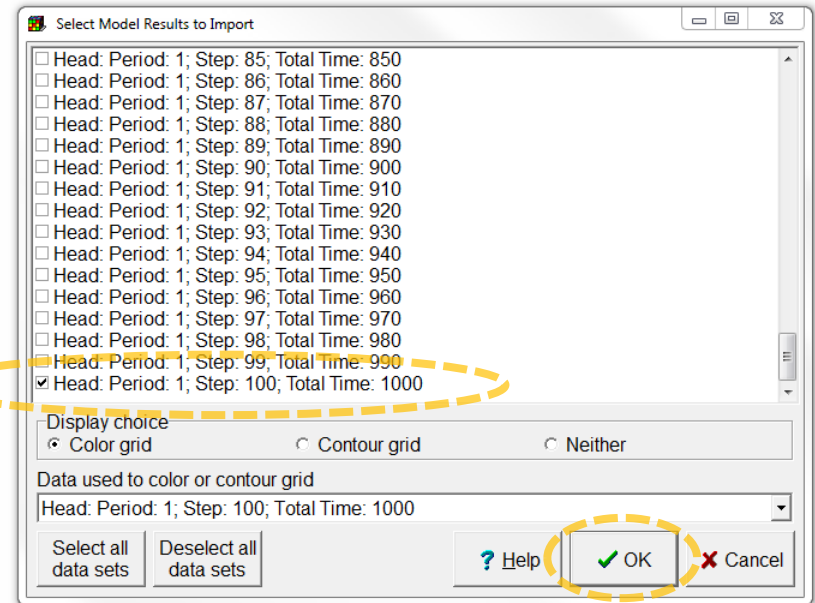 Select Model Results to Import
Head: Period: 1; Step: 85; Total Time: 850
Head: Period: 1; Step: 86; Total Time: 860
Head: Period: 1; Step: 87; Total Time: 870
Head: Period: 1; Step: 88; Total Time: 880
Head: Period: 1; Step: 89; Total Time: 890
Head: Period: 1; Step: 90; Total Time: 900
Head: Period: 1; Step: 91; Total Time: 910
Head: Period: 1; Step: 92; Total Time: 920
Head: Period: 1; Step: 93; Total Time: 930
Head: Period: 1; Step: 94; Total Time: 940
Head: Period: 1; Step: 95; Total Time: 950
Head: Period: 1; Step: 96; Total Time: 960
Head: Period: 1; Step: 97; Total Time: 970
Head: Period: 1; Step: 98; Total Time: 980
Head: Period: 1; Step: 99; Total Time: 990
Head: Period: 1; Step: 100; Total Time: 1000
Display choice
Color grid Contour grid Neither
Data used to color or contour grid
Head: Period: 1; Step: 100; Total Time: 1000
Select all data sets
Deselect all data sets
? Help
OK
Cancel